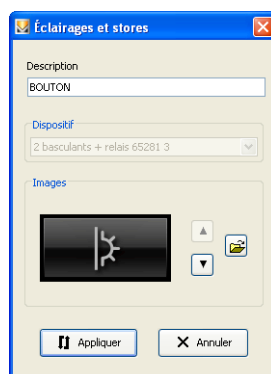 Éclairages et stores
Description
BOUTON
Dispositif
2 basculants + relais 65281 3
Images
Appliquer
Annuler